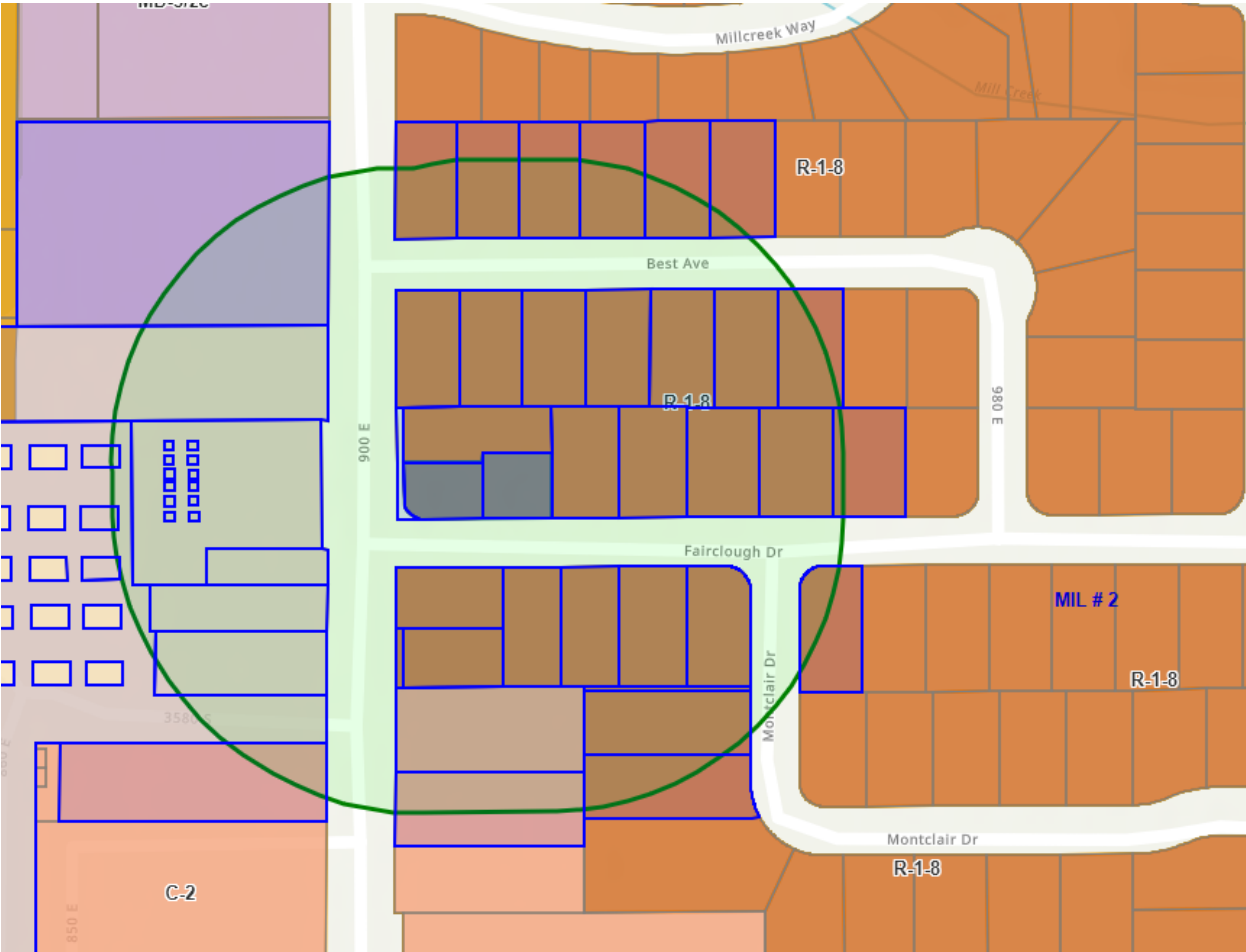 Millcreek Way
Mill Creek
R-1-8
Best Ave
R-1-8
980 E
900 E
Fairclough Dr
MIL # 2
Montclair Dr
R-1-8
3580 S
Montclair Dr
R-1-8
C-2
850 E